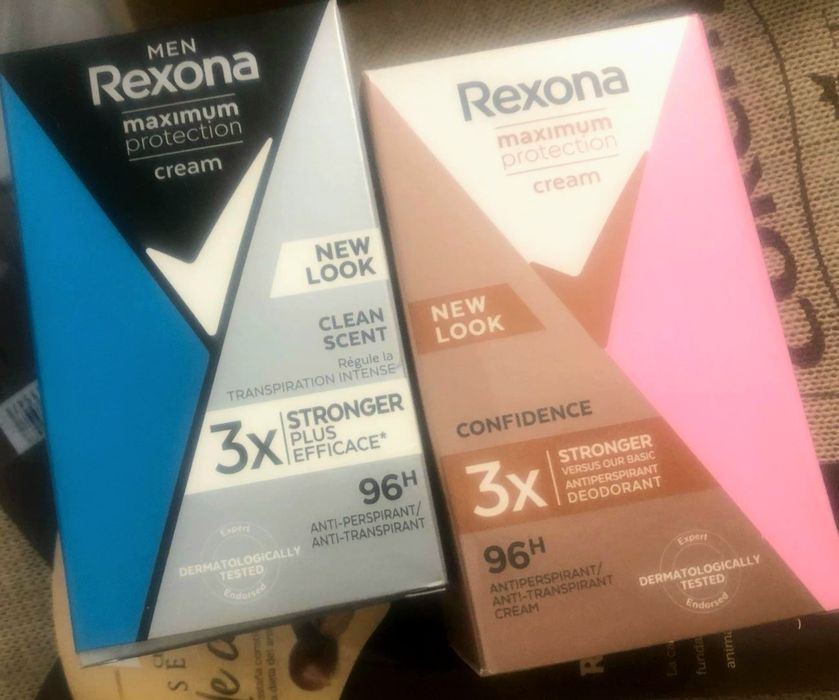 MEN
Rexona
maximum
protection
cream
NEW
LOOK
CLEAN
SCENT
Régule la
TRANSPIRATION INTENSE
3x
STRONGER
PLUS
EFFICACE*
96H
ANTI-PERSPIRANT/
ANTI-TRANSPIRANT
Expert
DERMATOLOGICALLY
TESTED
Endorsed
Rexona
maximum
protection
cream
NEW
LOOK
CONFIDENCE
3x
STRONGER
VERSUS OUR BASIC
ANTIPERSPIRANT
DEODORANT
96H
ANTIPERSPIRANT/
ANTI-TRANSPIRANT
CREAM
Expert
DERMATOLOGICALLY
TESTED
Endorsed